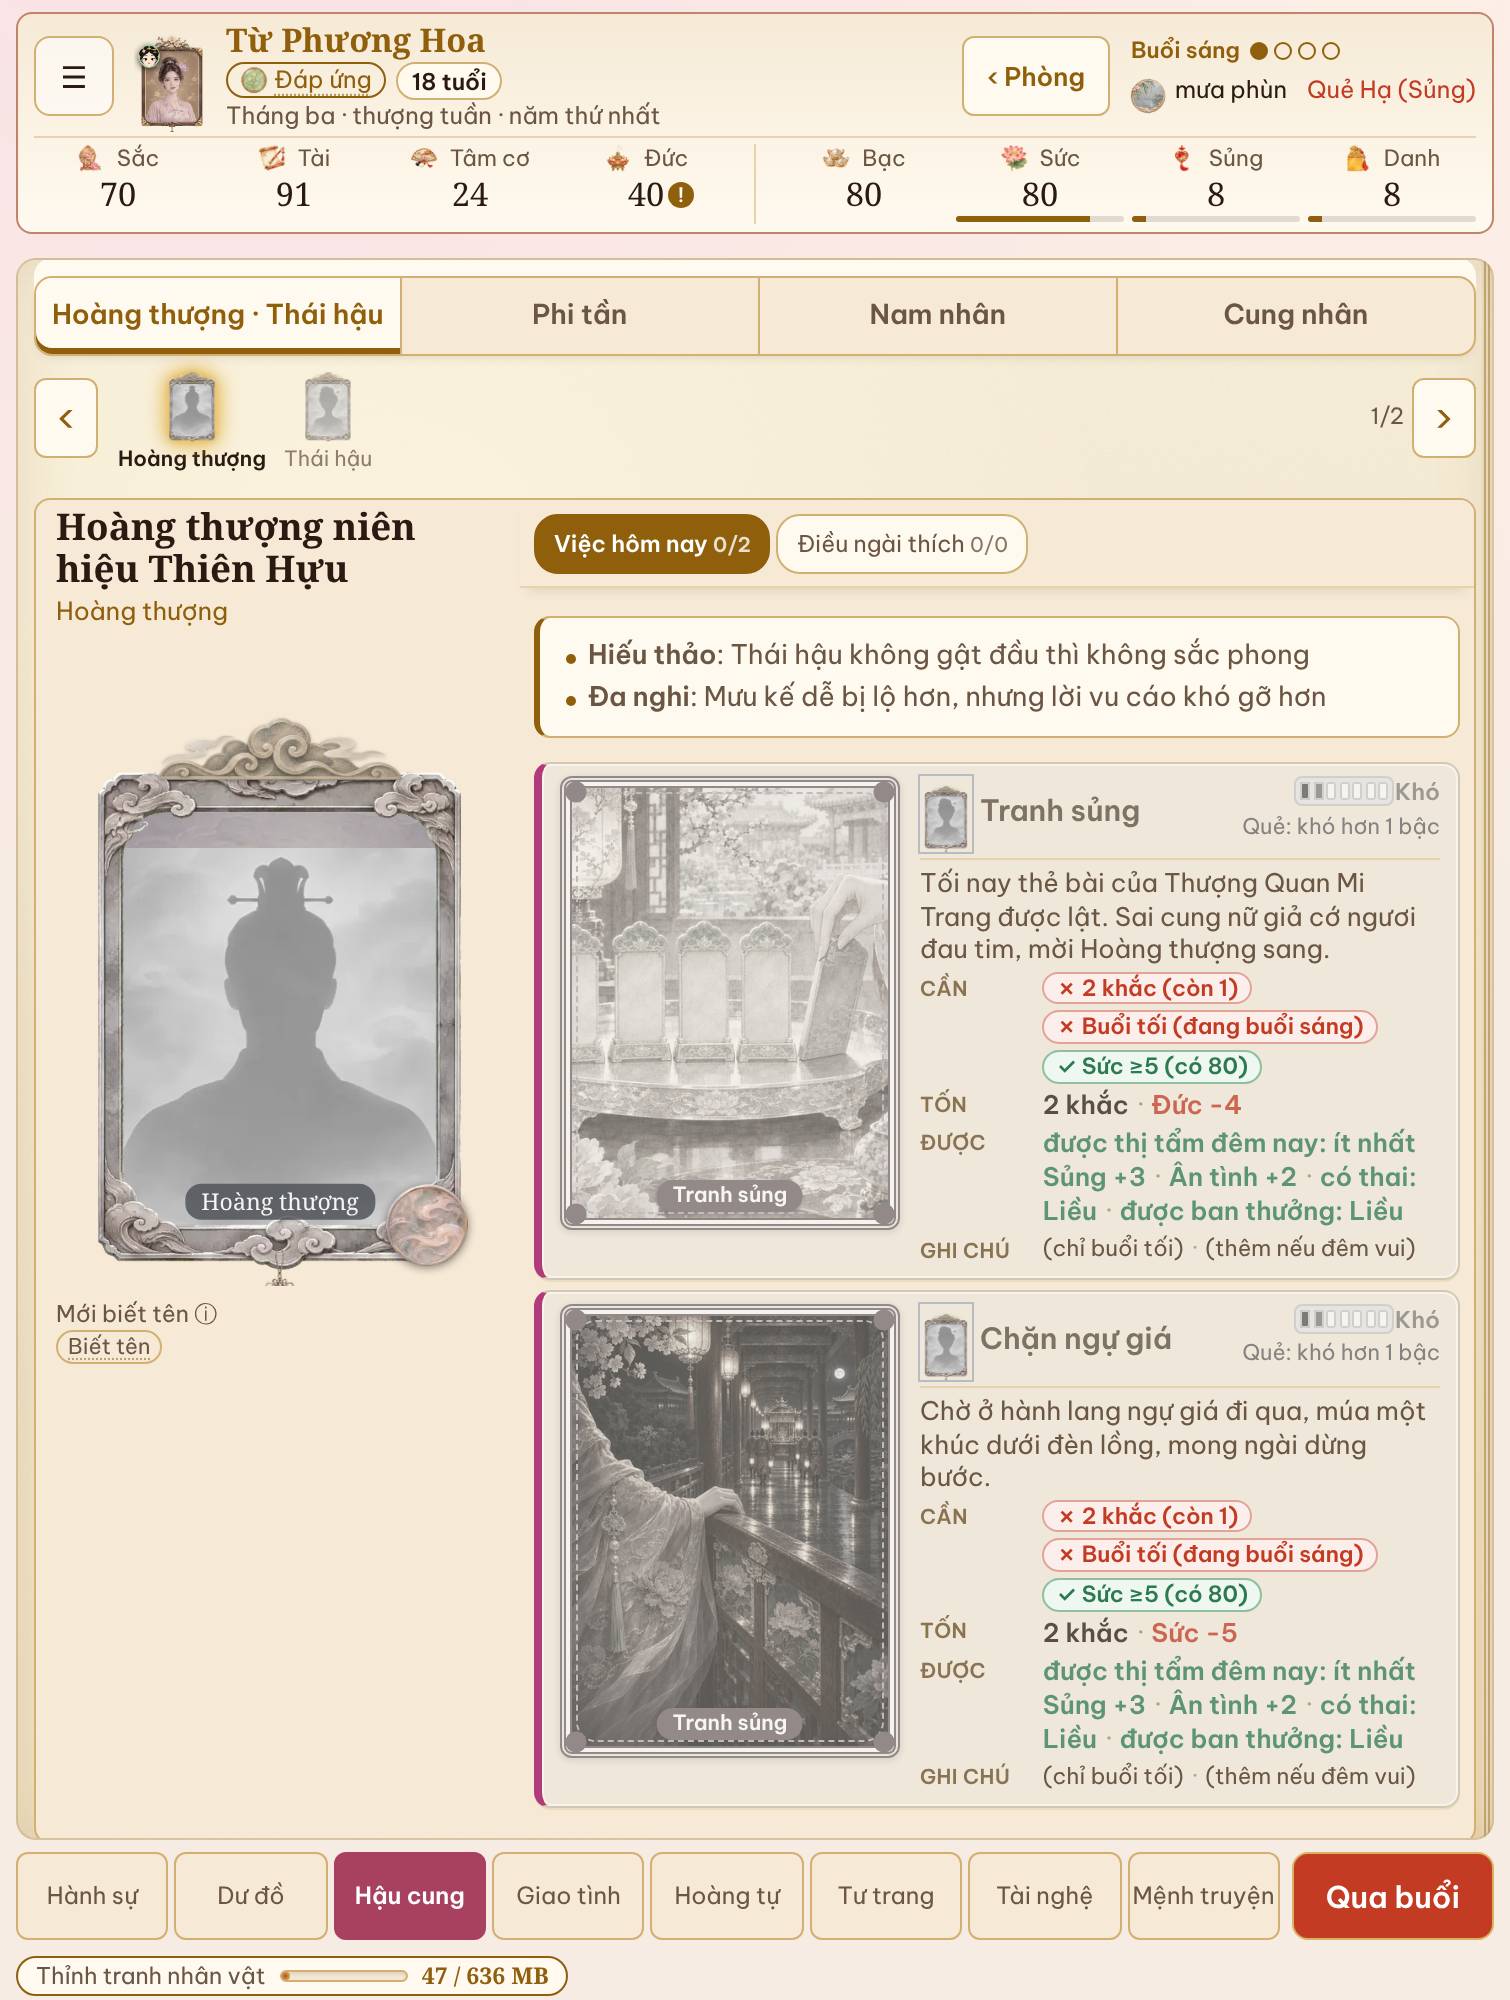 ☰
Từ Phương Hoa
Đáp ứng
18 tuổi
Tháng ba · thượng tuần · năm thứ nhất
‹ Phòng
Buổi sáng
mưa phùn Quẻ Hạ (Sủng)
Sắc
70
Tài
91
Tâm cơ
24
Đức
40 !
Bạc
80
Sức
80
Sủng
8
Danh
8
Hoàng thượng · Thái hậu
Phi tần
Nam nhân
Cung nhân
‹
Hoàng thượng
Thái hậu
1/2
›
Hoàng thượng niên
hiệu Thiên Hựu
Hoàng thượng
Hoàng thượng
Mới biết tên ⓘ
Biết tên
Việc hôm nay 0/2
Điều ngài thích 0/0
• Hiếu thảo: Thái hậu không gật đầu thì không sắc phong
• Đa nghi: Mưu kế dễ bị lộ hơn, nhưng lời vu cáo khó gỡ hơn
Tranh sủng
Tranh sủng
Khó
Quẻ: khó hơn 1 bậc
Tối nay thẻ bài của Thượng Quan Mi
Trang được lật. Sai cung nữ giả cớ ngươi
đau tim, mời Hoàng thượng sang.
CẦN
× 2 khắc (còn 1)
× Buổi tối (đang buổi sáng)
✓ Sức ≥5 (có 80)
TỐN
2 khắc · Đức -4
ĐƯỢC
được thị tẩm đêm nay: ít nhất
Sủng +3 · Ân tình +2 · có thai:
Liều · được ban thưởng: Liều
GHI CHÚ
(chỉ buổi tối) · (thêm nếu đêm vui)
Tranh sủng
Chặn ngự giá
Khó
Quẻ: khó hơn 1 bậc
Chờ ở hành lang ngự giá đi qua, múa một
khúc dưới đèn lồng, mong ngài dừng
bước.
CẦN
× 2 khắc (còn 1)
× Buổi tối (đang buổi sáng)
✓ Sức ≥5 (có 80)
TỐN
2 khắc · Sức -5
ĐƯỢC
được thị tẩm đêm nay: ít nhất
Sủng +3 · Ân tình +2 · có thai:
Liều · được ban thưởng: Liều
GHI CHÚ
(chỉ buổi tối) · (thêm nếu đêm vui)
Hành sự
Dư đồ
Hậu cung
Giao tình
Hoàng tự
Tư trang
Tài nghệ
Mệnh truyện
Qua buổi
Thỉnh tranh nhân vật 47 / 636 MB